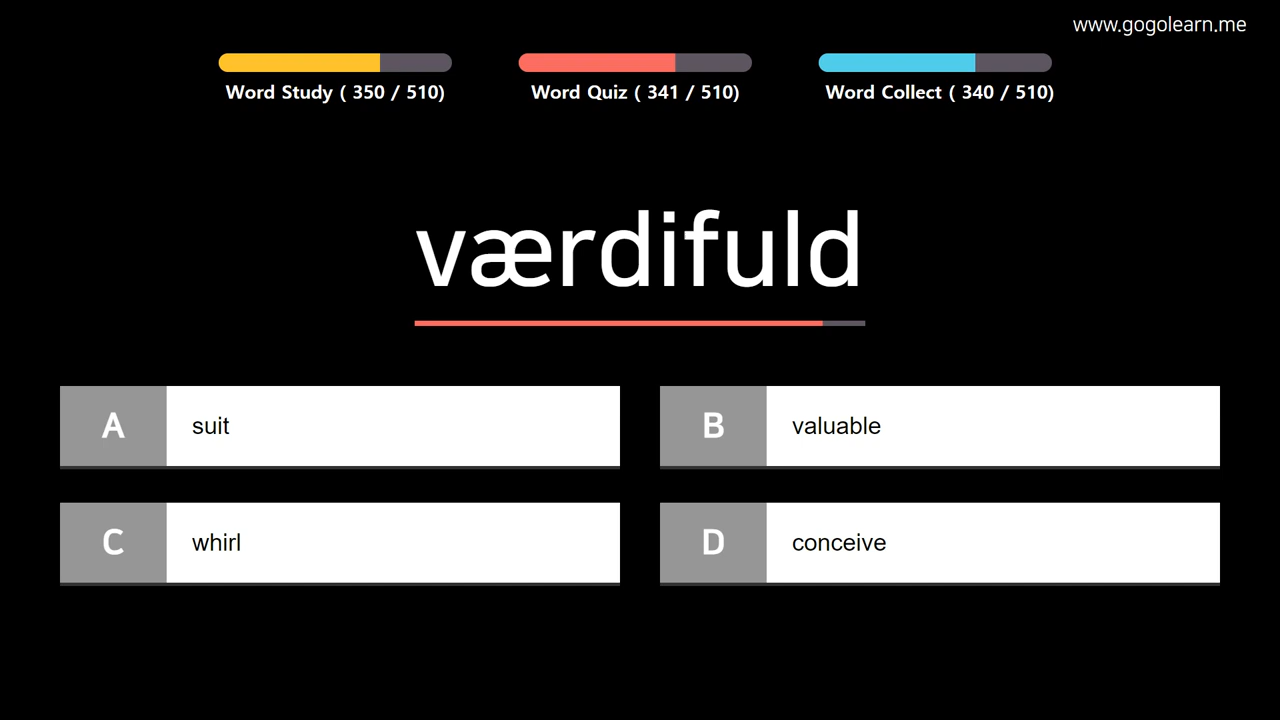 www.gogolearn.me
Word Study ( 350 / 510)
Word Quiz ( 341 / 510)
Word Collect ( 340 / 510)
værdifuld
A suit
B valuable
C whirl
D conceive